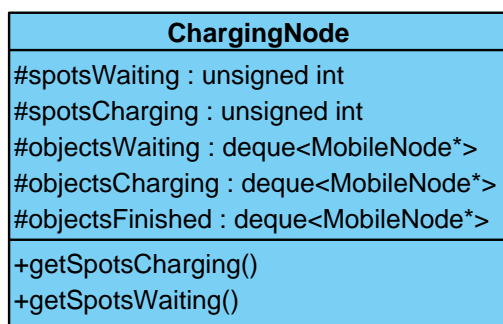 ChargingNode
#spotsWaiting : unsigned int
#spotsCharging : unsigned int
#objectsWaiting : deque<MobileNode*>
#objectsCharging : deque<MobileNode*>
#objectsFinished : deque<MobileNode*>
+getSpotsCharging()
+getSpotsWaiting()